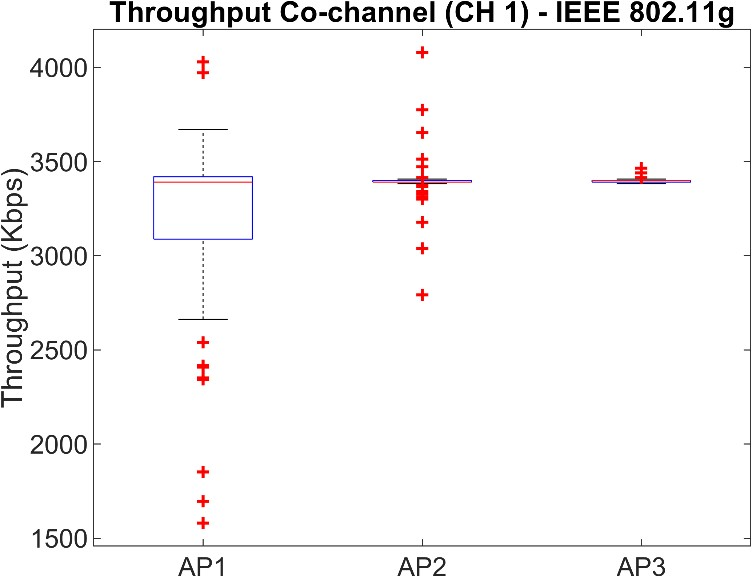 Throughput Co-channel (CH 1) - IEEE 802.11g
Throughput (Kbps)
4000
3500
3000
2500
2000
1500
AP1 AP2 AP3